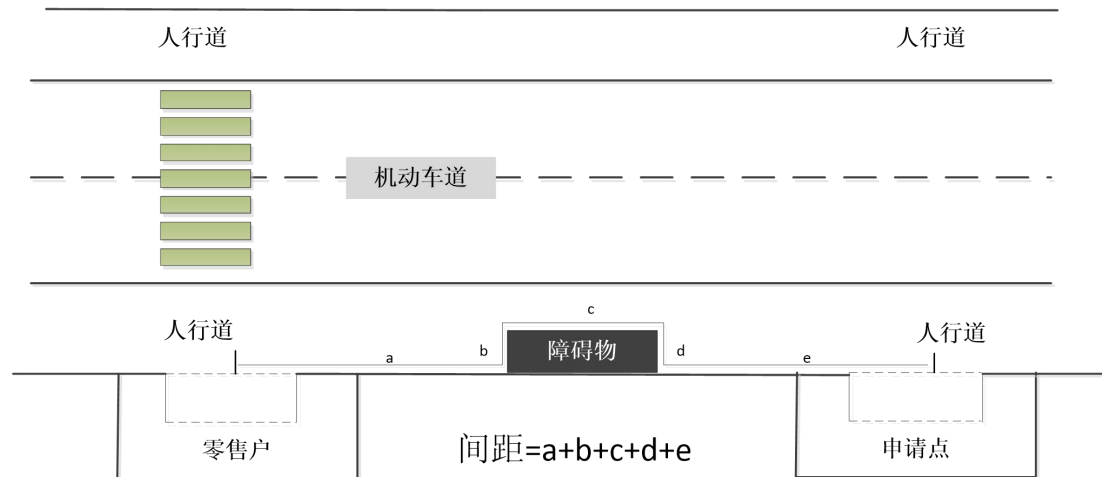 人行道
人行道
机动车道
c
人行道
障碍物
人行道
b
d
a
e
零售户
间距=a+b+c+d+e
申请点